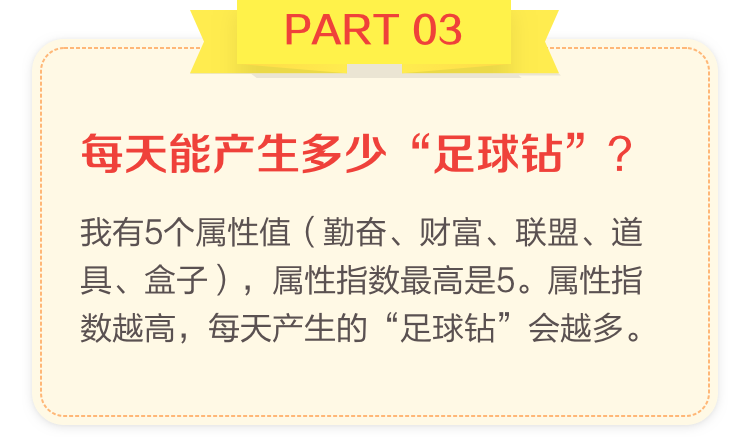 PART 03
每天能产生多少“足球钻”？
我有5个属性值（勤奋、财富、联盟、道
具、盒子），属性指数最高是5。属性指
数越高，每天产生的“足球钻”会越多。